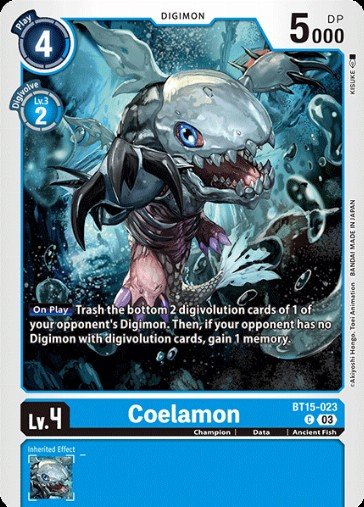 Play
4
DIGIMON
5000
DP
Digivolve
Lv.3
2
KISUKE
©Akiyoshi Hongo, Toei Animation BANDAI MADE IN JAPAN
On Play Trash the bottom 2 digivolution cards of 1 of
your opponent's Digimon. Then, if your opponent has no
Digimon with digivolution cards, gain 1 memory.
BT15-023
Lv.4
Coelamon
C 03
Champion | Data | Ancient Fish
Inherited Effect
–